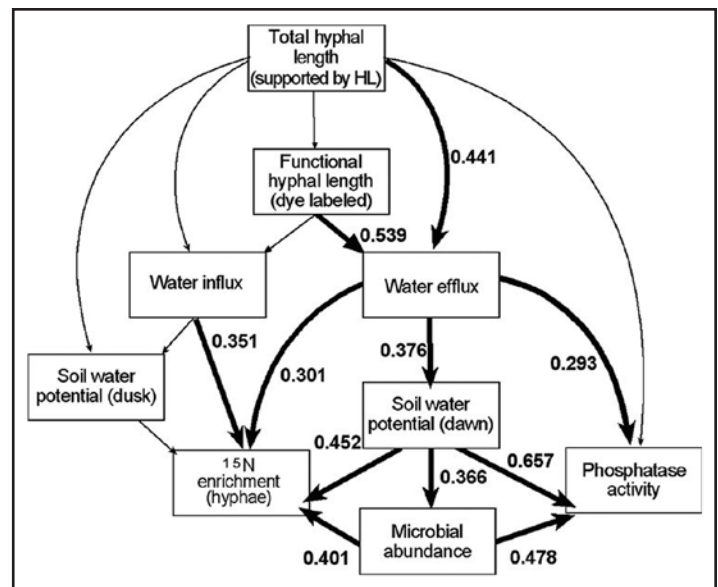 Total hyphal
length
(supported by HL)
Functional
hyphal length
(dye labeled)
0.441
0.539
Water influx
Water efflux
0.351
0.376
0.301
0.293
Soil water
potential (dusk)
Soil water
potential (dawn)
0.452
0.366
0.657
¹⁵N
enrichment
(hyphae)
Phosphatase
activity
Microbial
abundance
0.401
0.478